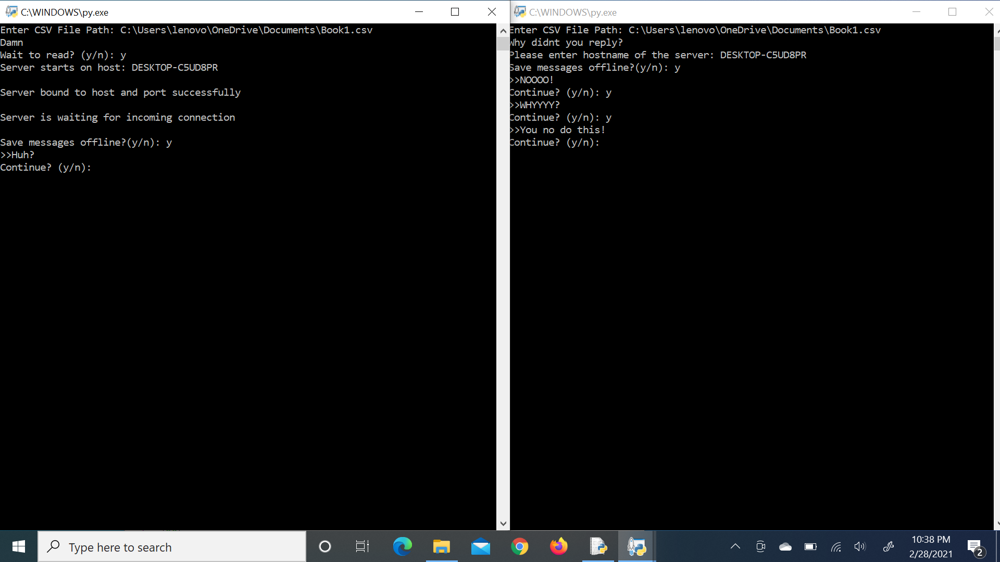 C:\WINDOWS\py.exe
Enter CSV File Path: C:\Users\lenovo\OneDrive\Documents\Book1.csv
Damn
Wait to read? (y/n): y
Server starts on host: DESKTOP-C5UD8PR
Server bound to host and port successfully
Server is waiting for incoming connection
Save messages offline?(y/n): y
>>Huh?
Continue? (y/n):
C:\WINDOWS\py.exe
Enter CSV File Path: C:\Users\lenovo\OneDrive\Documents\Book1.csv
Why didnt you reply?
Please enter hostname of the server: DESKTOP-C5UD8PR
Save messages offline?(y/n): y
>>NOOOO!
Continue? (y/n): y
>>WHYYYY?
Continue? (y/n): y
>>You no do this!
Continue? (y/n):
Type here to search
10:38 PM
2/28/2021
2